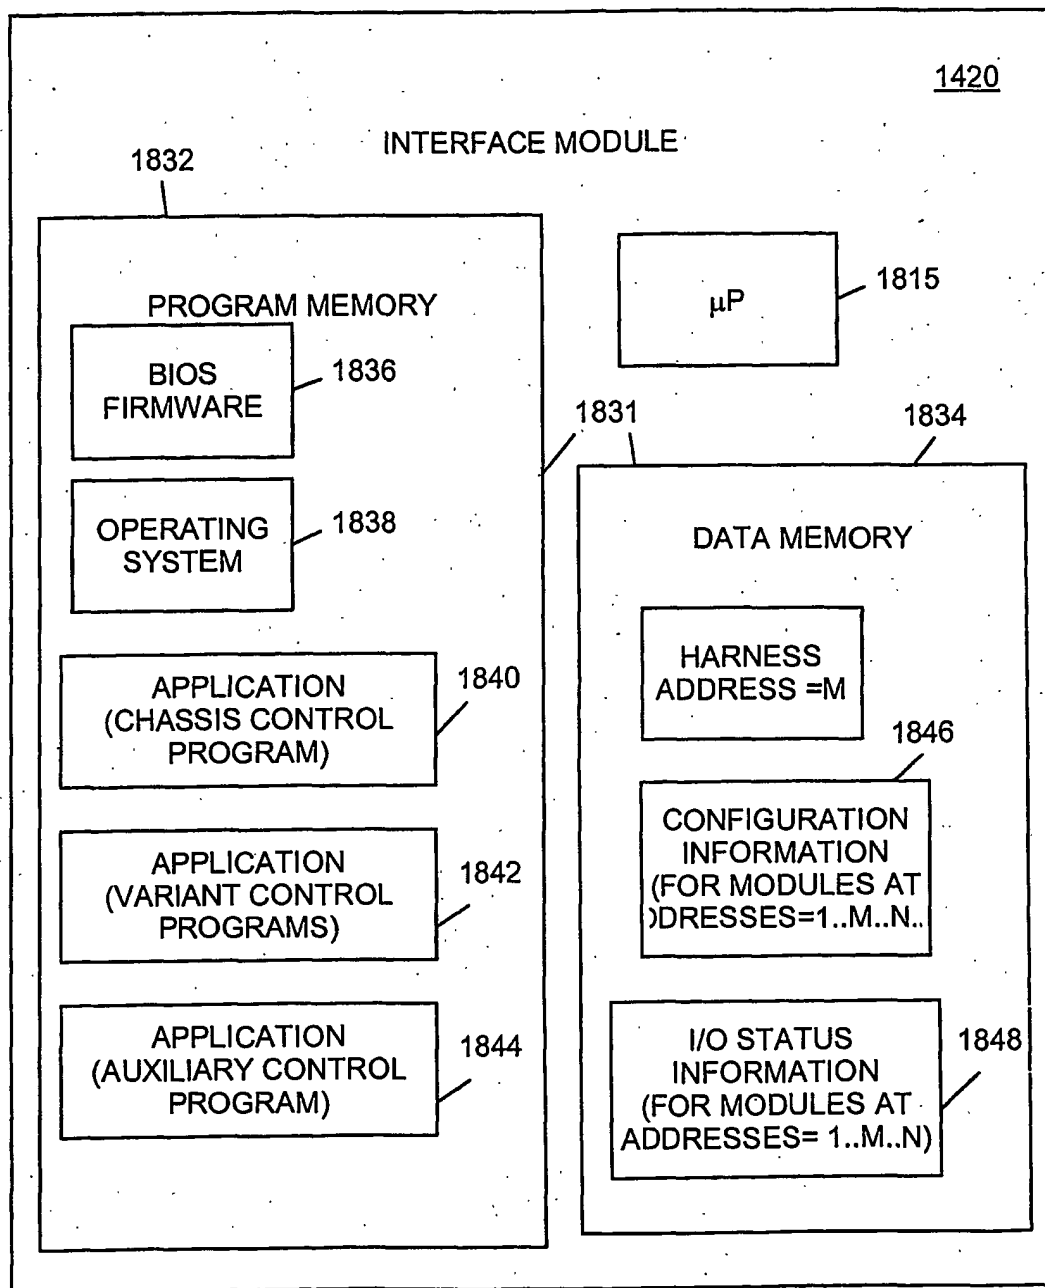 1420
INTERFACE MODULE
1832
PROGRAM MEMORY
BIOS
FIRMWARE
1836
OPERATING
SYSTEM
1838
APPLICATION
(CHASSIS CONTROL
PROGRAM)
1840
APPLICATION
(VARIANT CONTROL
PROGRAMS)
1842
APPLICATION
(AUXILIARY CONTROL
PROGRAM)
1844
μP
1815
1831
1834
DATA MEMORY
HARNESS
ADDRESS =M
1846
CONFIGURATION
INFORMATION
(FOR MODULES AT
DDRESSES=1..M..N..
I/O STATUS
INFORMATION
(FOR MODULES AT
ADDRESSES= 1..M..N)
1848